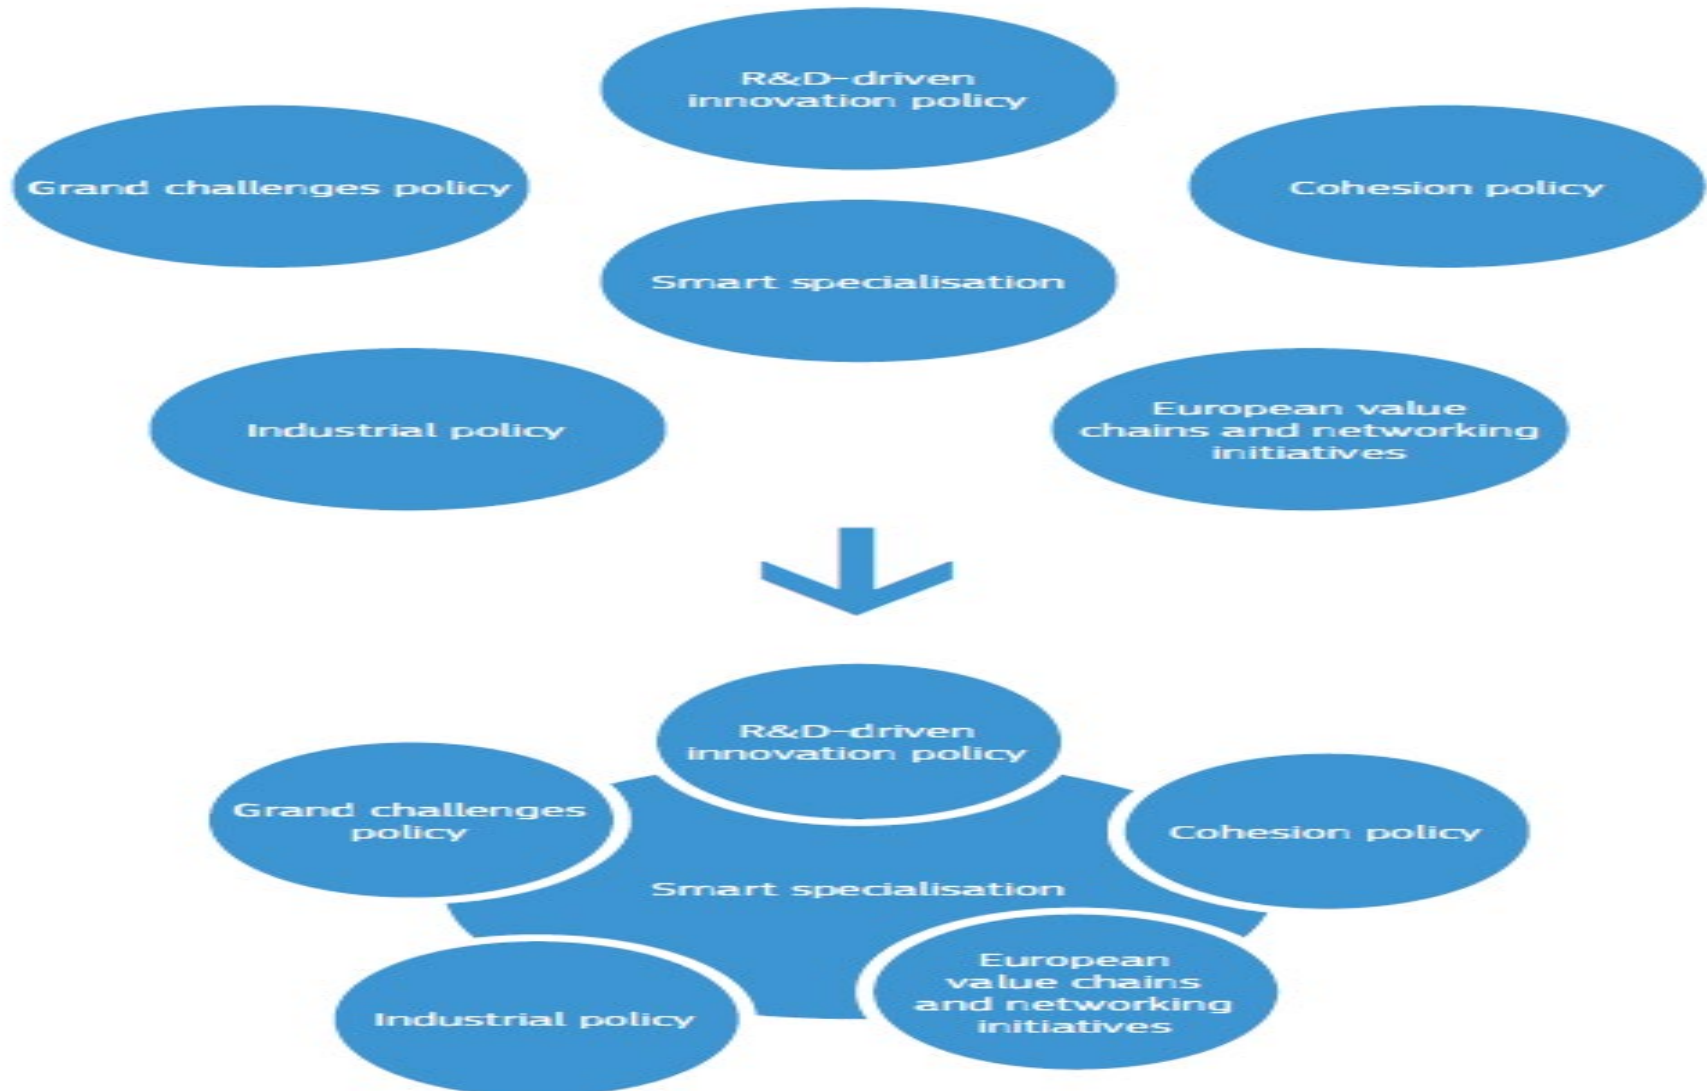 R&D-driven
innovation policy
Grand challenges policy
Cohesion policy
Smart specialisation
Industrial policy
European value
chains and networking
initiatives
R&D-driven
innovation policy
Grand challenges
policy
Cohesion policy
Smart specialisation
European
value chains
and networking
initiatives
Industrial policy